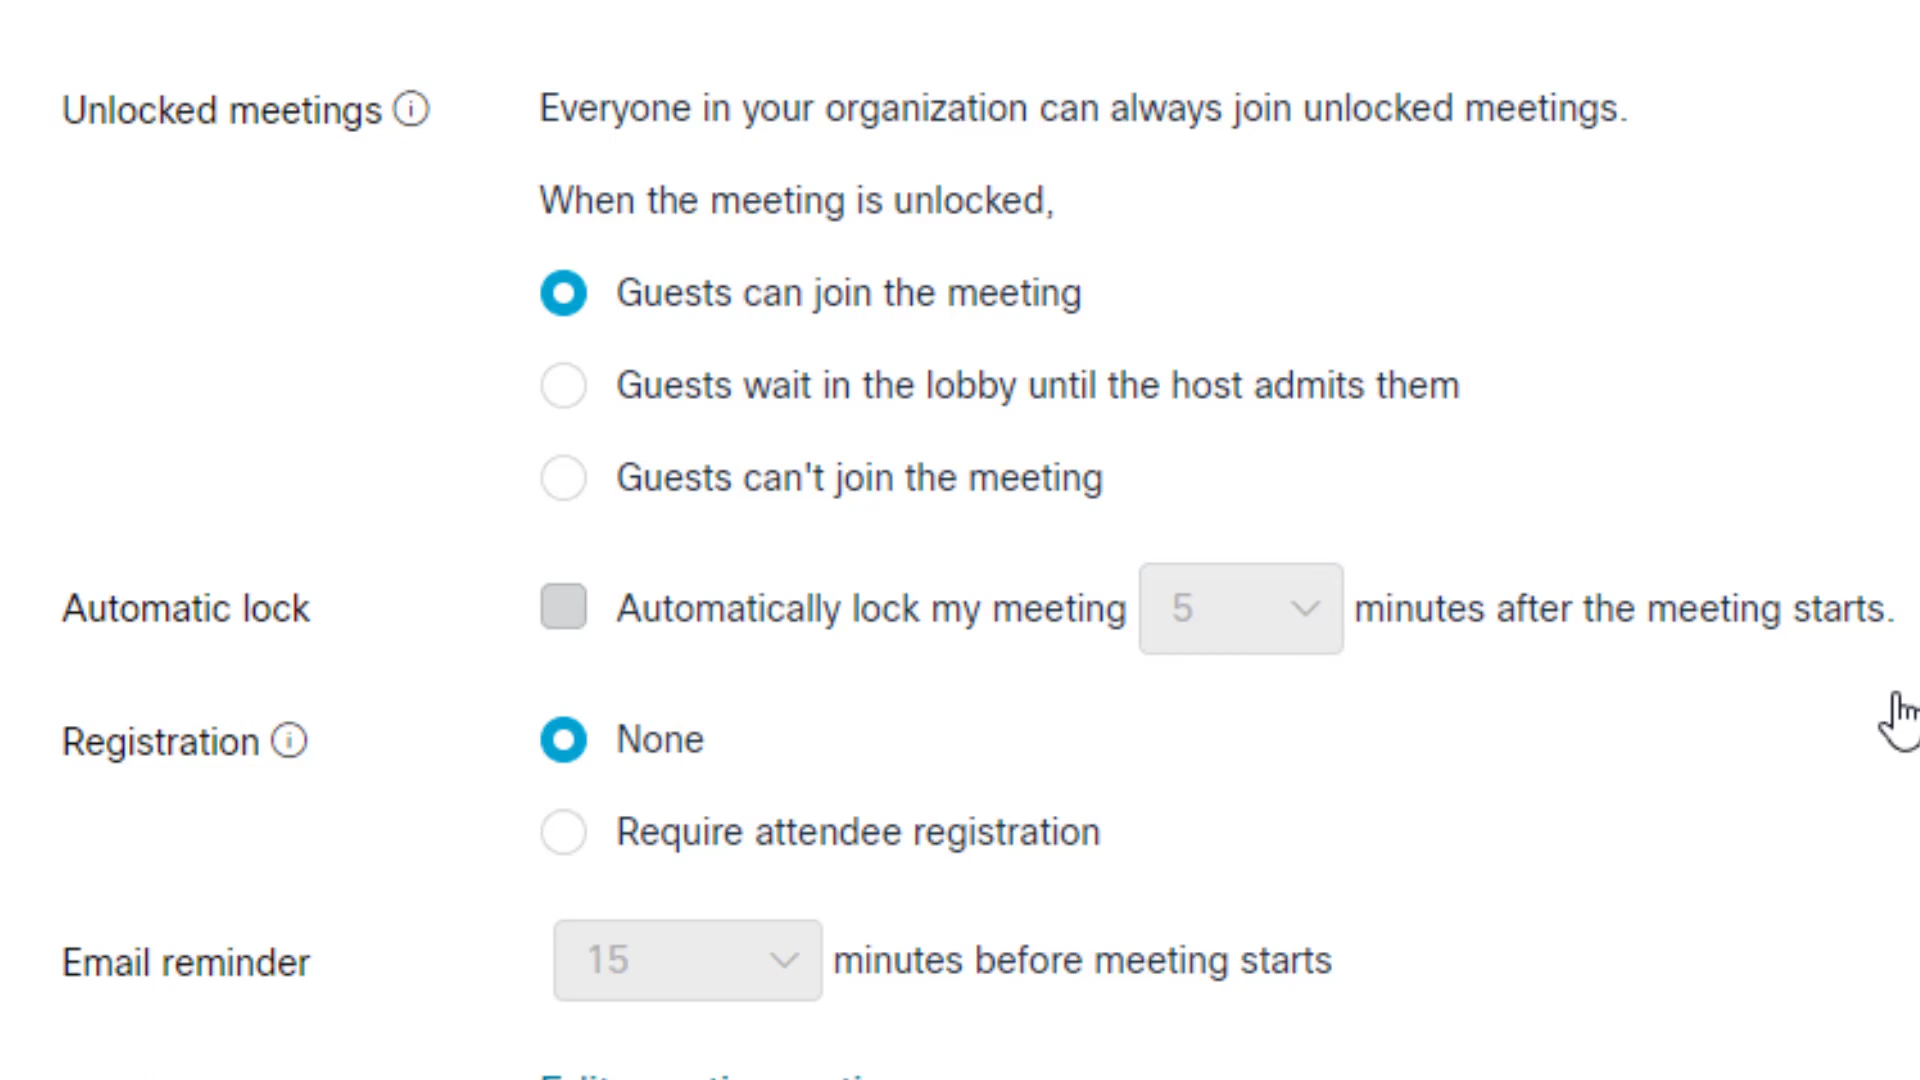 Unlocked meetings Everyone in your organization can always join unlocked meetings.
When the meeting is unlocked,
Guests can join the meeting
Guests wait in the lobby until the host admits them
Guests can't join the meeting
Automatic lock Automatically lock my meeting 5 minutes after the meeting starts.
Registration None
Require attendee registration
Email reminder 15 minutes before meeting starts